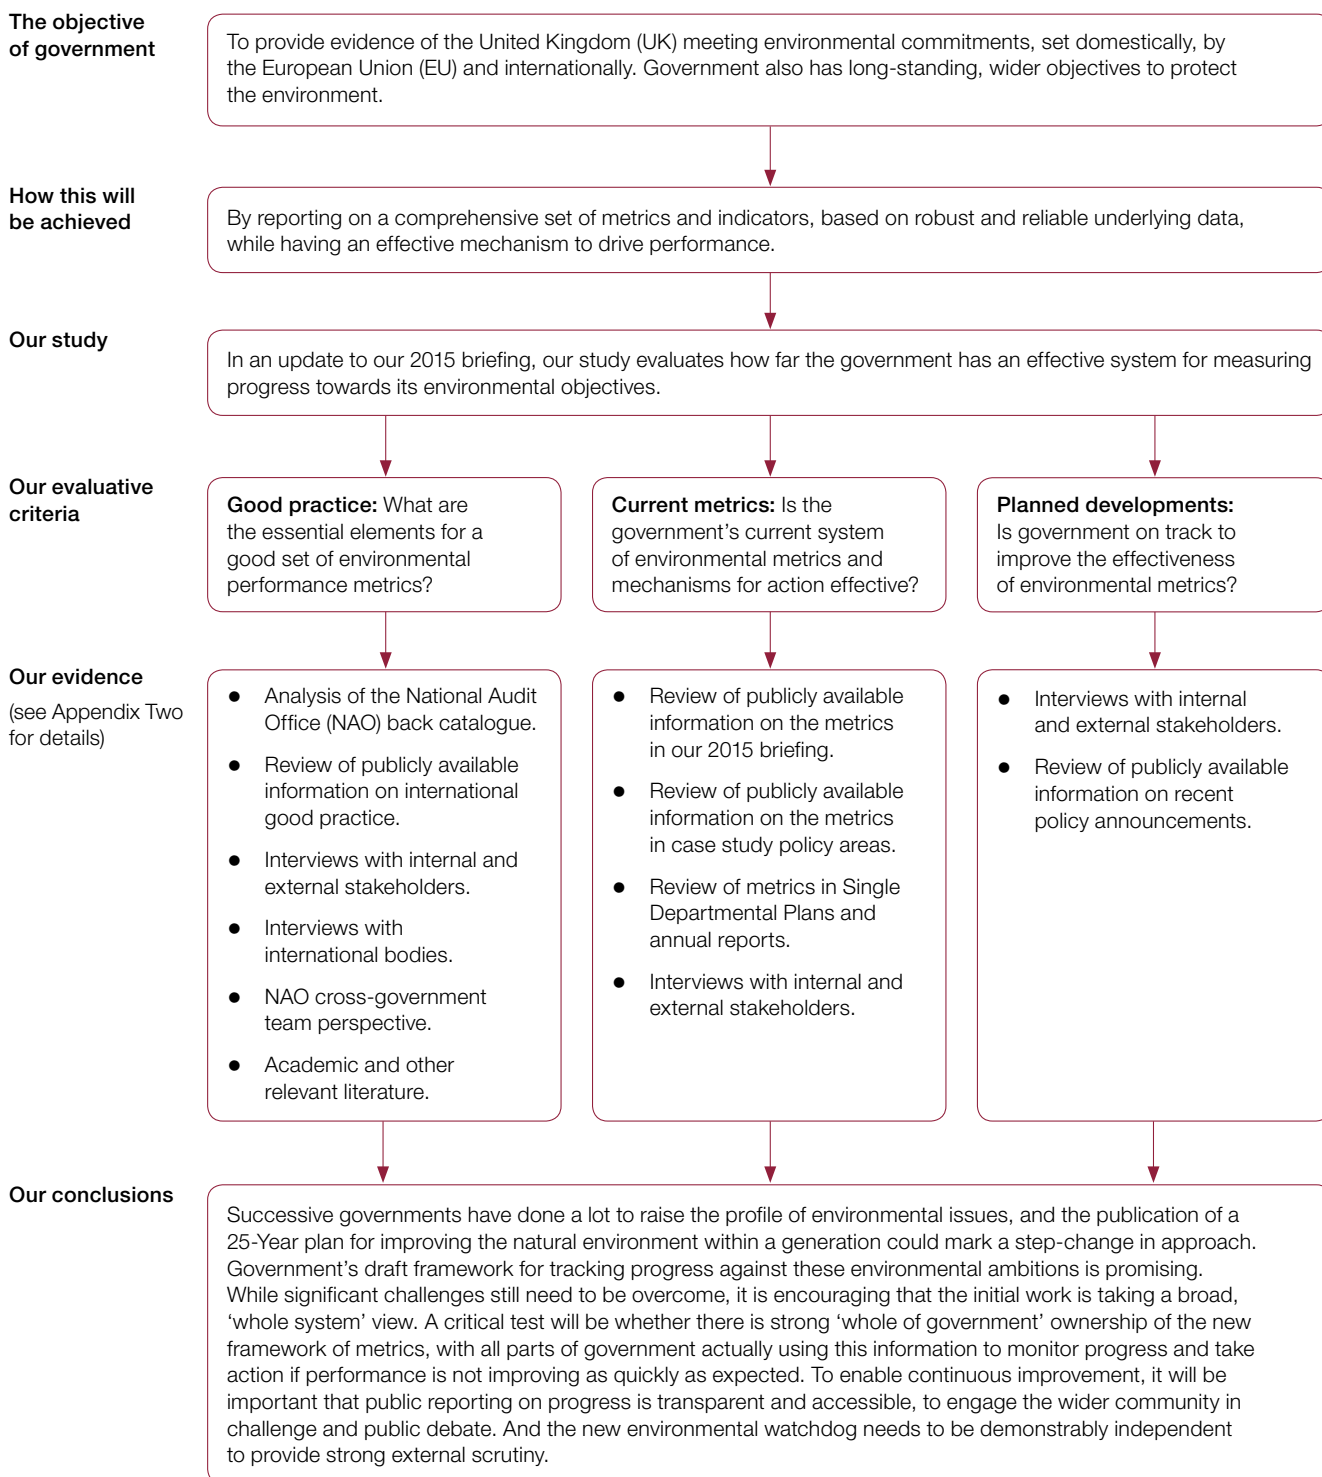 The objective
of government
To provide evidence of the United Kingdom (UK) meeting environmental commitments, set domestically, by
the European Union (EU) and internationally. Government also has long-standing, wider objectives to protect
the environment.
How this will
be achieved
By reporting on a comprehensive set of metrics and indicators, based on robust and reliable underlying data,
while having an effective mechanism to drive performance.
Our study
In an update to our 2015 briefing, our study evaluates how far the government has an effective system for measuring
progress towards its environmental objectives.
Our evaluative
criteria
Good practice: What are
the essential elements for a
good set of environmental
performance metrics?
Current metrics: Is the
government's current system
of environmental metrics and
mechanisms for action effective?
Planned developments:
Is government on track to
improve the effectiveness
of environmental metrics?
Our evidence
(see Appendix Two
for details)
● Analysis of the National Audit
Office (NAO) back catalogue.
● Review of publicly available
information on international
good practice.
● Interviews with internal and
external stakeholders.
● Interviews with
international bodies.
● NAO cross-government
team perspective.
● Academic and other
relevant literature.
● Review of publicly available
information on the metrics
in our 2015 briefing.
● Review of publicly available
information on the metrics
in case study policy areas.
● Review of metrics in Single
Departmental Plans and
annual reports.
● Interviews with internal and
external stakeholders.
● Interviews with internal
and external stakeholders.
● Review of publicly available
information on recent
policy announcements.
Our conclusions
Successive governments have done a lot to raise the profile of environmental issues, and the publication of a
25-Year plan for improving the natural environment within a generation could mark a step-change in approach.
Government's draft framework for tracking progress against these environmental ambitions is promising.
While significant challenges still need to be overcome, it is encouraging that the initial work is taking a broad,
'whole system' view. A critical test will be whether there is strong 'whole of government' ownership of the new
framework of metrics, with all parts of government actually using this information to monitor progress and take
action if performance is not improving as quickly as expected. To enable continuous improvement, it will be
important that public reporting on progress is transparent and accessible, to engage the wider community in
challenge and public debate. And the new environmental watchdog needs to be demonstrably independent
to provide strong external scrutiny.